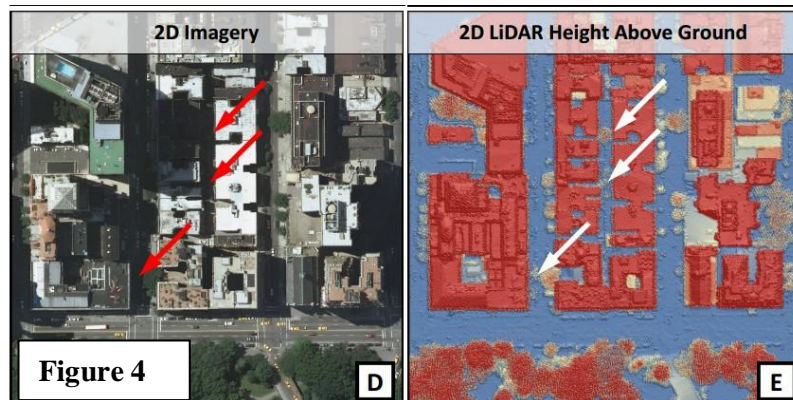 2D Imagery
2D LiDAR Height Above Ground
Figure 4
D
E